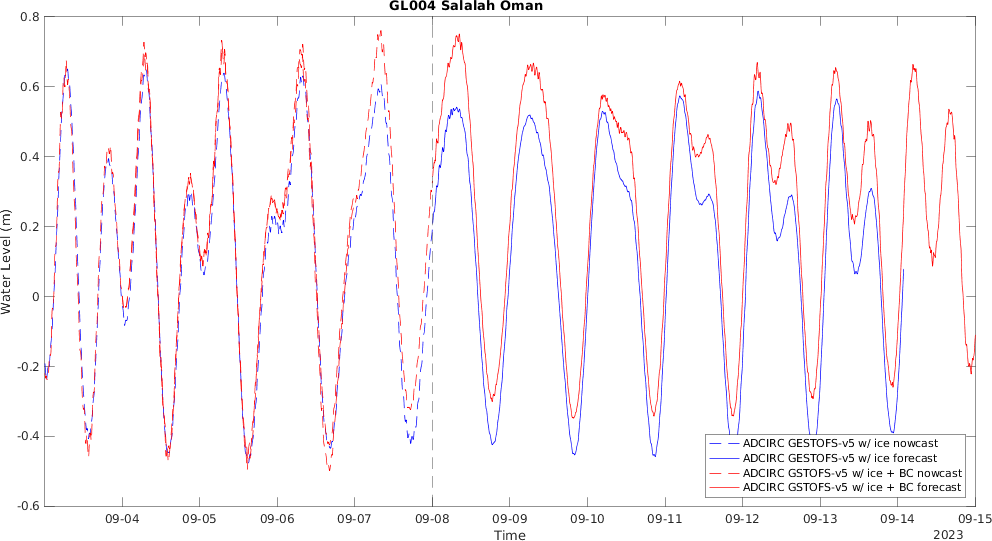 GL004 Salalah Oman
Water Level (m)
0.8
0.6
0.4
0.2
0
-0.2
-0.4
-0.6
ADCIRC GESTOFS-v5 w/ ice nowcast
ADCIRC GESTOFS-v5 w/ ice forecast
ADCIRC GSTOFS-v5 w/ ice + BC nowcast
ADCIRC GSTOFS-v5 w/ ice + BC forecast
09-04 09-05 09-06 09-07 09-08 09-09 09-10 09-11 09-12 09-13 09-14 09-15
Time
2023